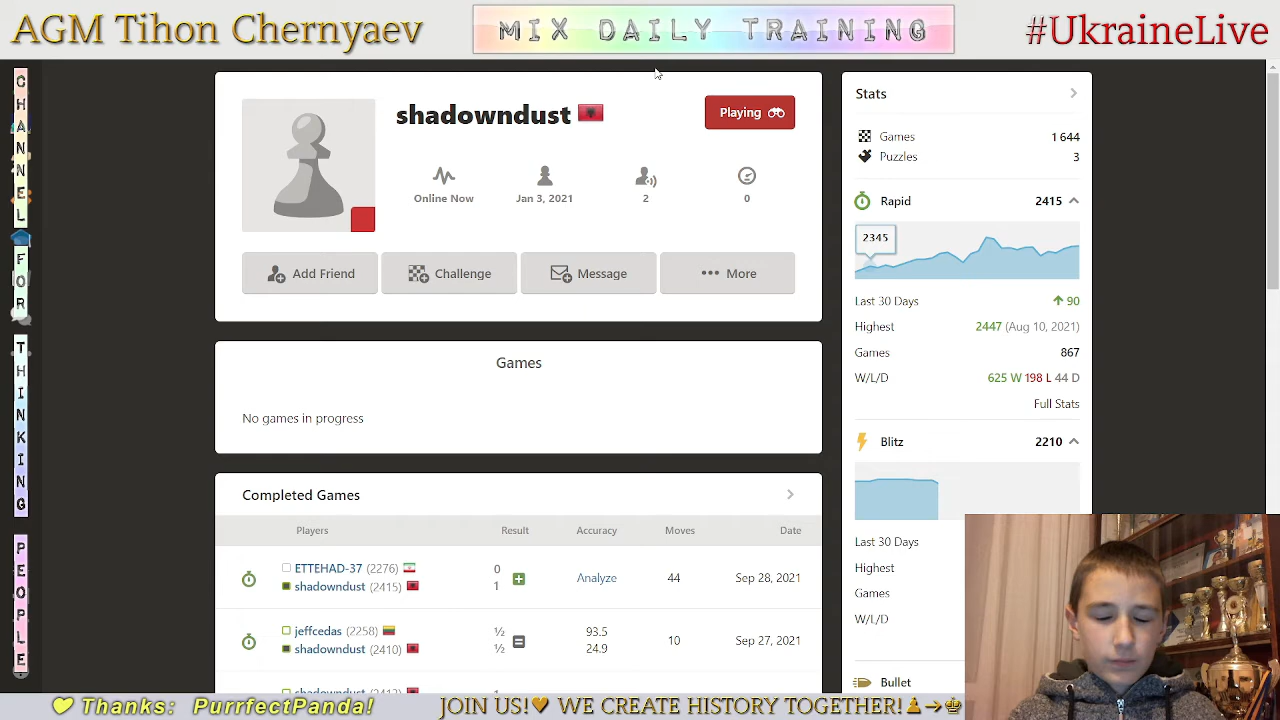 AGM Tihon Chernyaev
MIX DAILY TRAINING
#UkraineLive
CHANNEL FOR THINKING PEOPLE
shadowndust
Playing
Online Now
Jan 3, 2021
2
0
Add Friend
Challenge
Message
More
Games
No games in progress
Completed Games
Players Result Accuracy Moves Date
ETTEHAD-37 (2276) 0
shadowndust (2415) 1
Analyze 44 Sep 28, 2021
jeffcedas (2258) ½ 93.5
shadowndust (2410) ½ 24.9
10 Sep 27, 2021
shadowndust (2413) 1
Stats
Games 1 644
Puzzles 3
Rapid 2415
2345
Last 30 Days 90
Highest 2447 (Aug 10, 2021)
Games 867
W/L/D 625 W 198 L 44 D
Full Stats
Blitz 2210
Last 30 Days
Highest
Games
W/L/D
Bullet
Thanks: PurrfectPanda!
JOIN US! WE CREATE HISTORY TOGETHER!